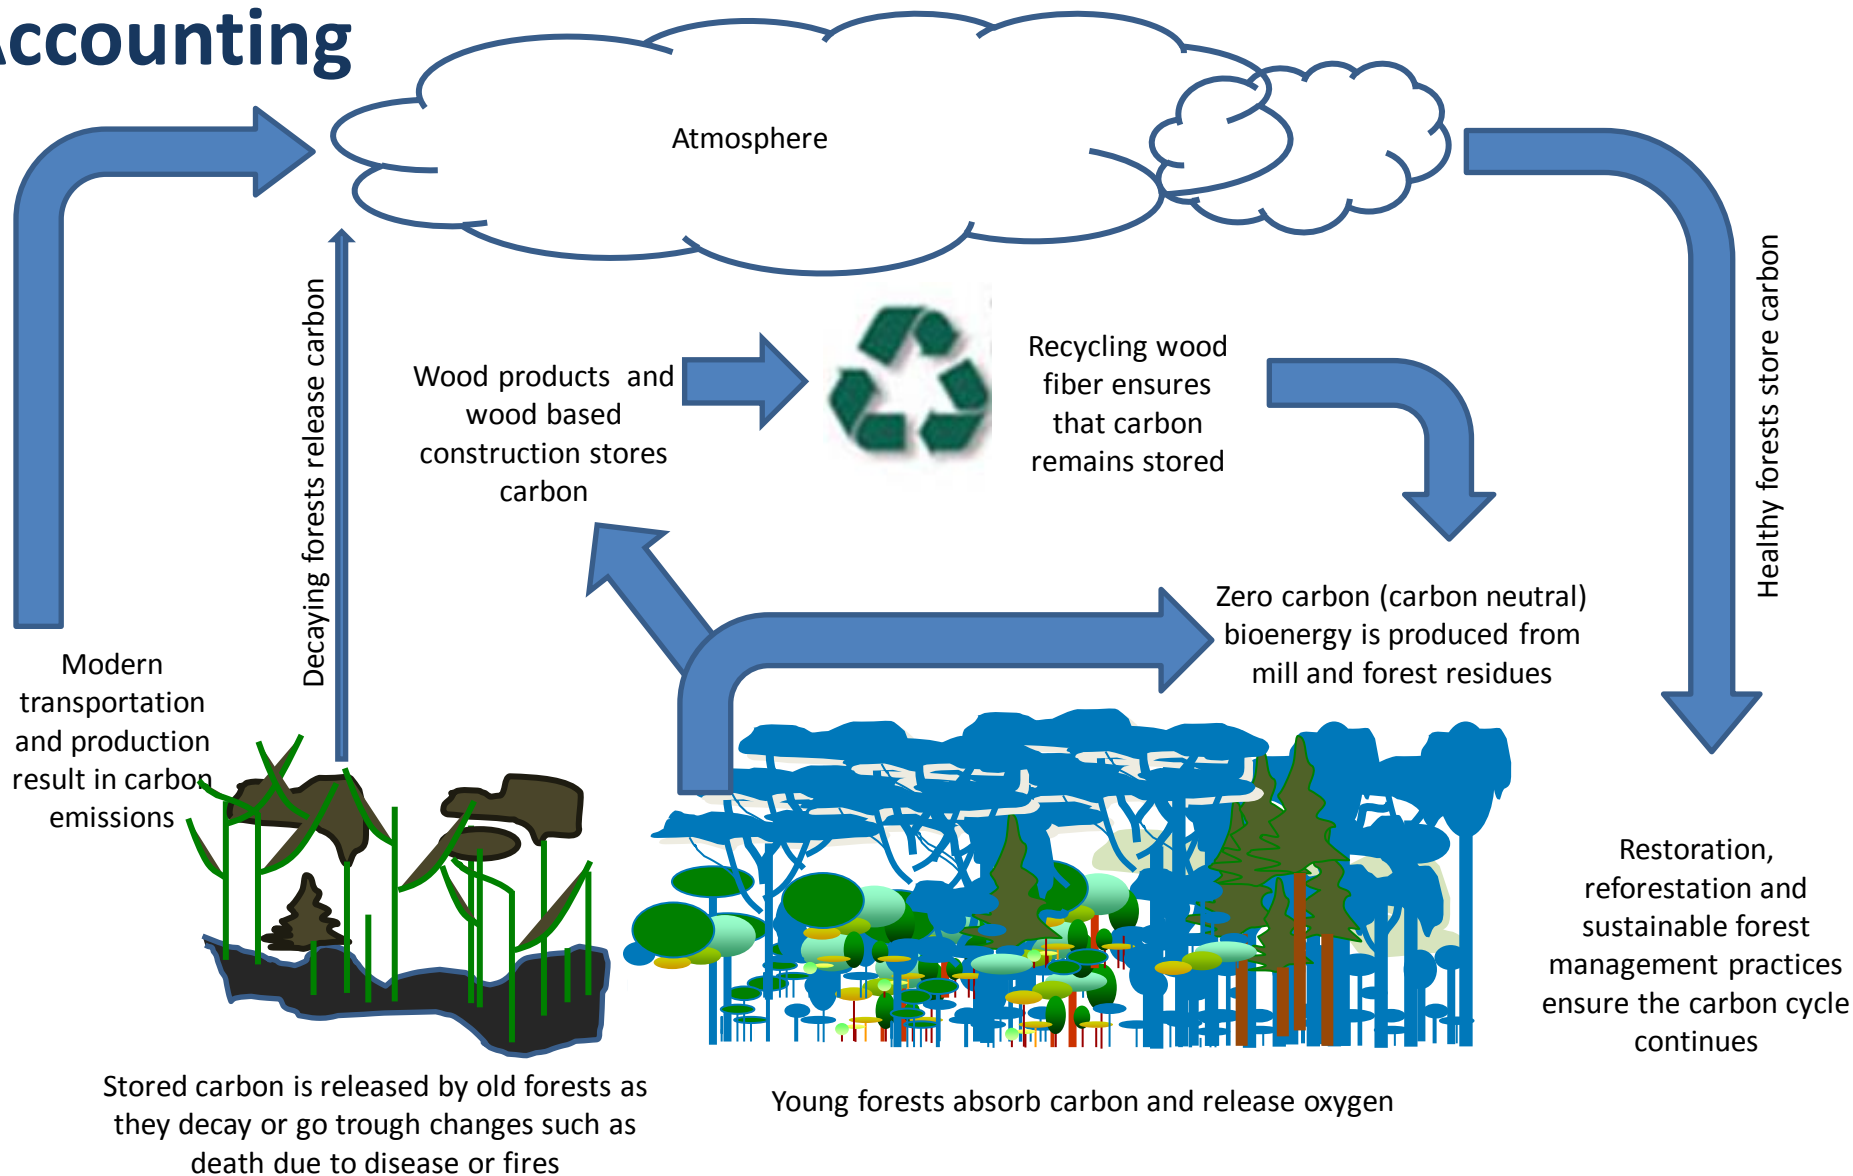 Accounting
Atmosphere
Decaying forests release carbon
Wood products and
wood based
construction stores
carbon
Recycling wood
fiber ensures
that carbon
remains stored
Healthy forests store carbon
Zero carbon (carbon neutral)
bioenergy is produced from
mill and forest residues
Modern
transportation
and production
result in carbon
emissions
Restoration,
reforestation and
sustainable forest
management practices
ensure the carbon cycle
continues
Stored carbon is released by old forests as
they decay or go trough changes such as
death due to disease or fires
Young forests absorb carbon and release oxygen